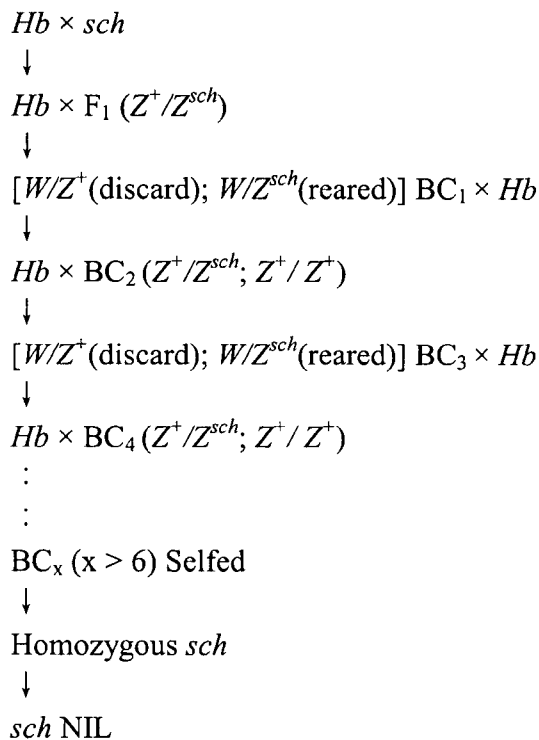 Hb × sch
↓
Hb × F₁ (Z⁺/Zˢᶜʰ)
↓
[W/Z⁺(discard); W/Zˢᶜʰ(reared)] BC₁ × Hb
↓
Hb × BC₂ (Z⁺/Zˢᶜʰ; Z⁺/ Z⁺)
↓
[W/Z⁺(discard); W/Zˢᶜʰ(reared)] BC₃ × Hb
↓
Hb × BC₄ (Z⁺/Zˢᶜʰ; Z⁺/ Z⁺)
:
:
BCₓ (x > 6) Selfed
↓
Homozygous sch
↓
sch NIL